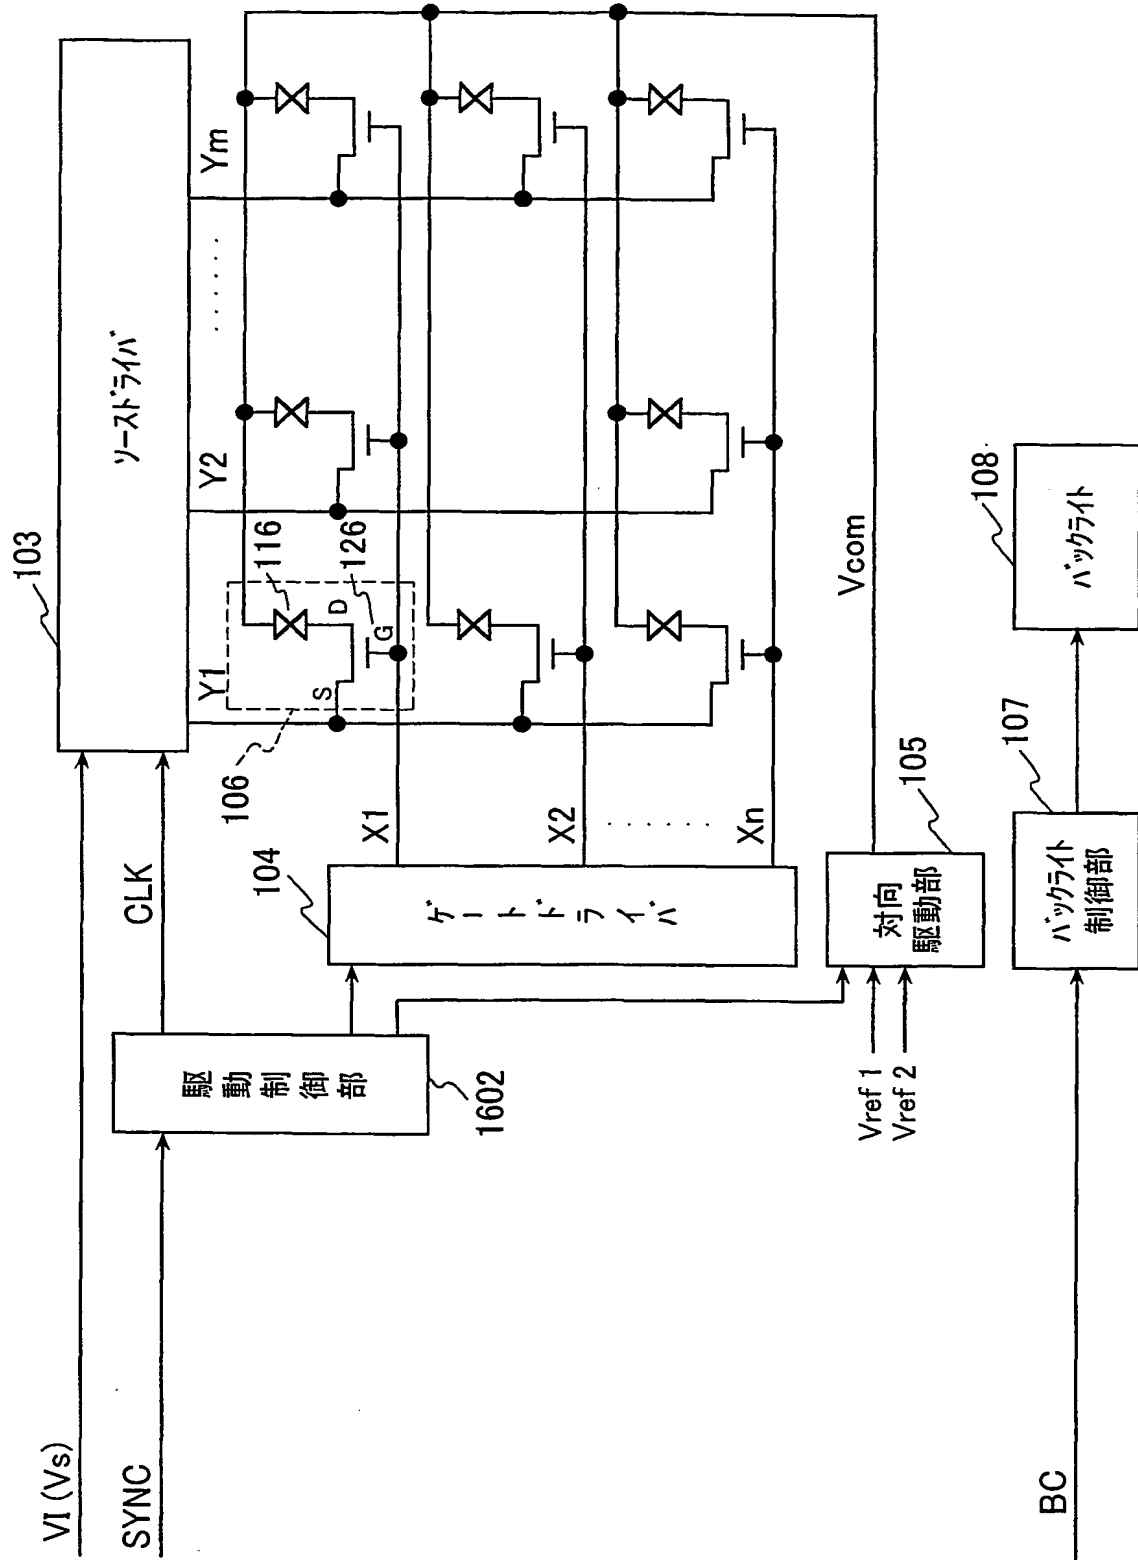 VI (Vs)
SYNC
BC
駆動制御部
1602
CLK
103
ソースドライバ
104
ゲートドライバ
Vref 1
Vref 2
対向
駆動部
105
Vcom
バックライト
制御部
107
バックライト
108
106
116
126
S
D
G
Y1
Y2
......
Ym
X1
X2
.......
Xn